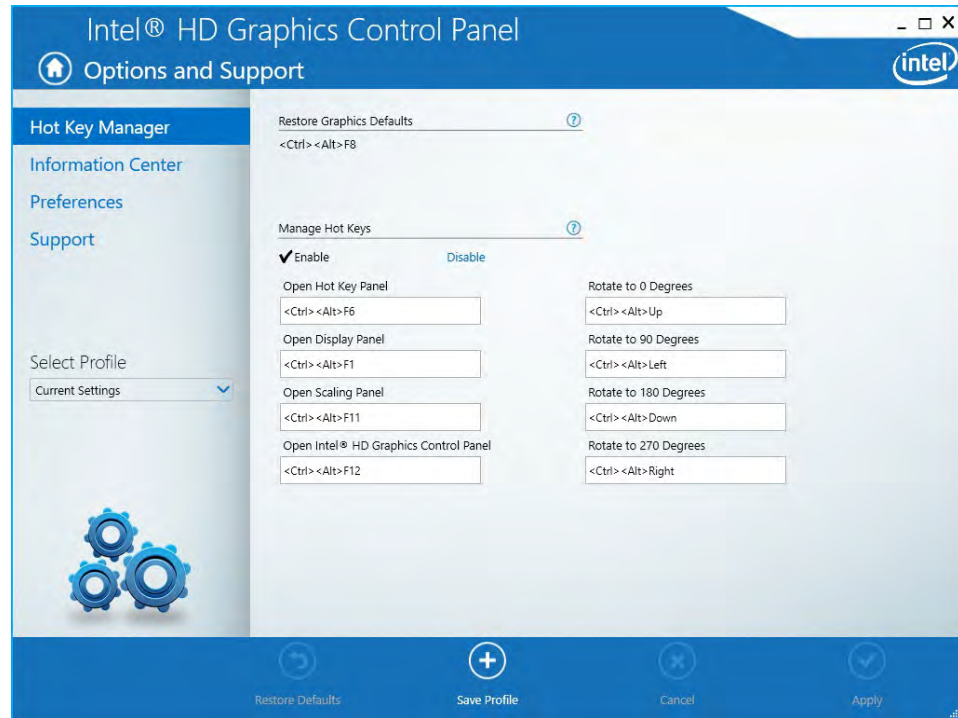 Intel® HD Graphics Control Panel
Options and Support
intel
Hot Key Manager
Information Center
Preferences
Support
Select Profile
Current Settings
Restore Graphics Defaults
?
<Ctrl><Alt>F8
Manage Hot Keys
?
Enable
Disable
Open Hot Key Panel
<Ctrl><Alt>F6
Open Display Panel
<Ctrl><Alt>F1
Open Scaling Panel
<Ctrl><Alt>F11
Open Intel® HD Graphics Control Panel
<Ctrl><Alt>F12
Rotate to 0 Degrees
<Ctrl><Alt>Up
Rotate to 90 Degrees
<Ctrl><Alt>Left
Rotate to 180 Degrees
<Ctrl><Alt>Down
Rotate to 270 Degrees
<Ctrl><Alt>Right
Restore Defaults
Save Profile
Cancel
Apply